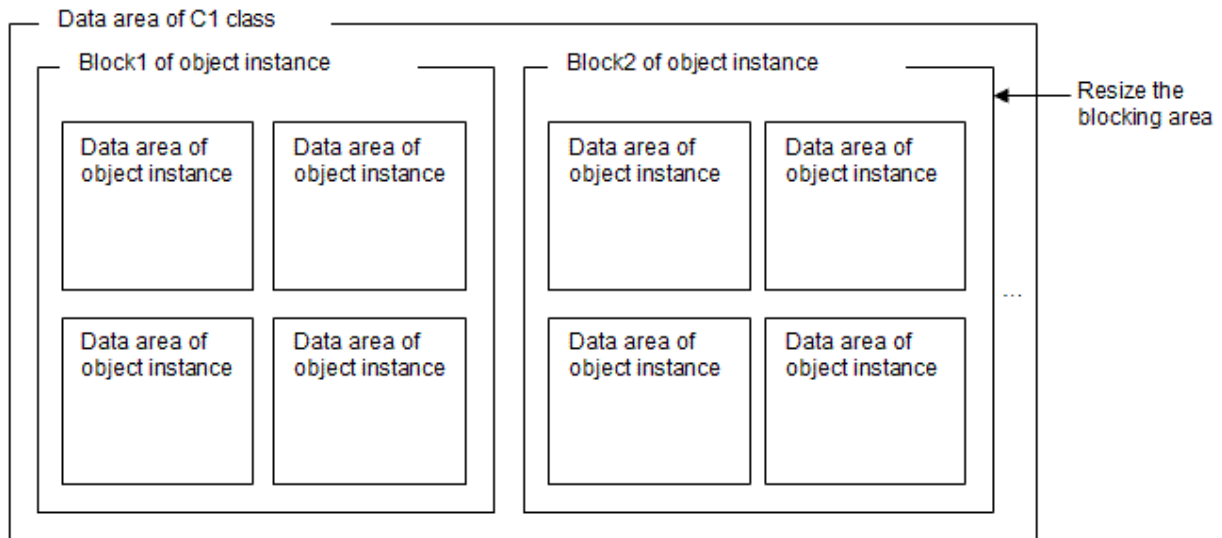 Data area of C1 class
Block1 of object instance
Block2 of object instance
Resize the
blocking area
Data area of
object instance
Data area of
object instance
Data area of
object instance
Data area of
object instance
...
Data area of
object instance
Data area of
object instance
Data area of
object instance
Data area of
object instance